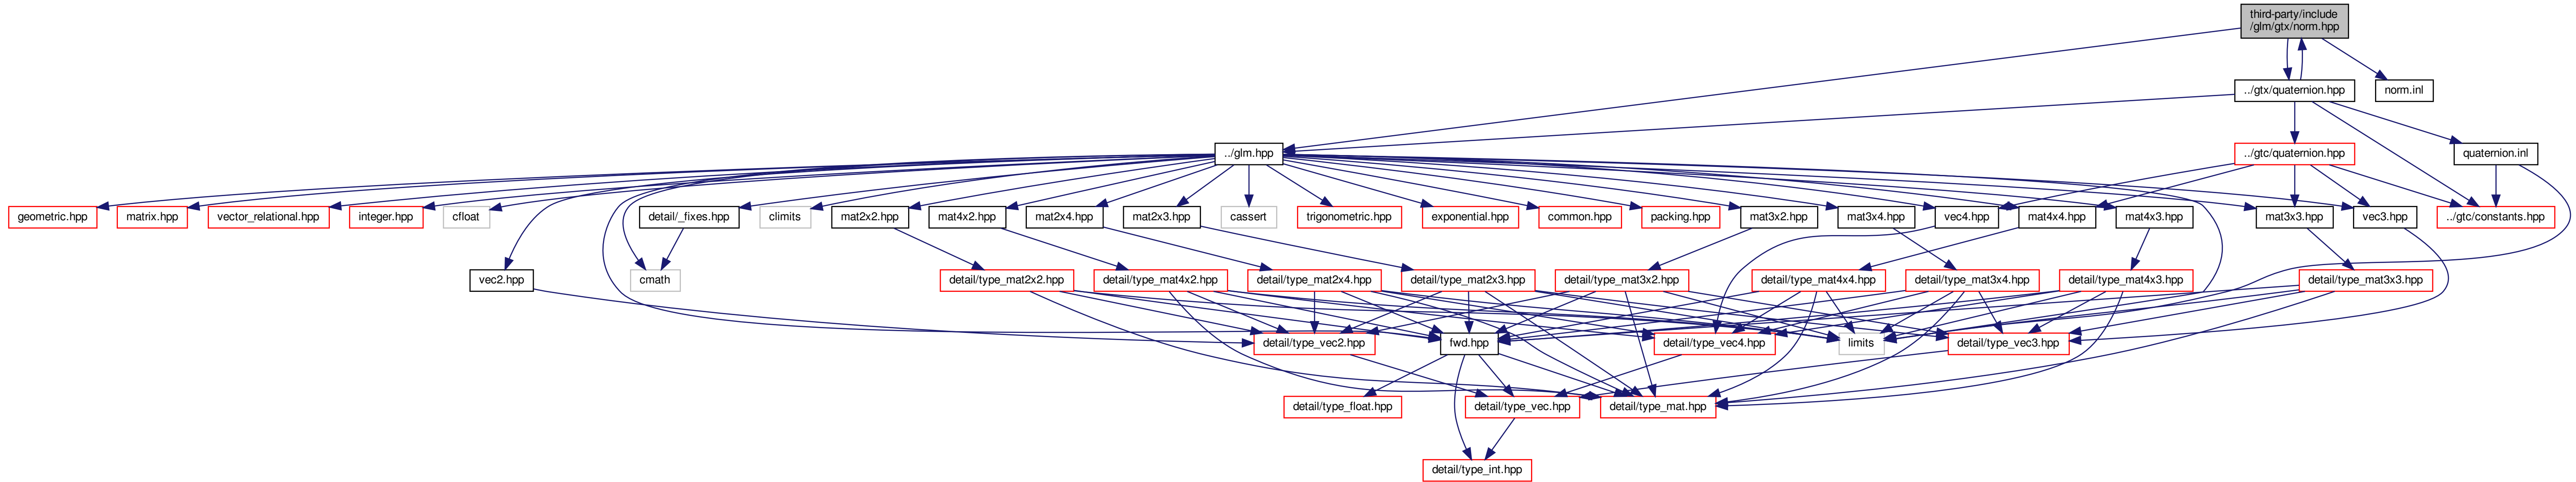 third-party/include
/glm/gtx/norm.hpp
../gtx/quaternion.hpp
norm.inl
../glm.hpp
../gtc/quaternion.hpp
quaternion.inl
geometric.hpp
matrix.hpp
vector_relational.hpp
integer.hpp
cfloat
detail/_fixes.hpp
climits
mat2x2.hpp
mat4x2.hpp
mat2x4.hpp
mat2x3.hpp
cassert
trigonometric.hpp
exponential.hpp
common.hpp
packing.hpp
mat3x2.hpp
mat3x4.hpp
vec4.hpp
mat4x4.hpp
mat4x3.hpp
mat3x3.hpp
vec3.hpp
../gtc/constants.hpp
vec2.hpp
cmath
detail/type_mat2x2.hpp
detail/type_mat4x2.hpp
detail/type_mat2x4.hpp
detail/type_mat2x3.hpp
detail/type_mat3x2.hpp
detail/type_mat4x4.hpp
detail/type_mat3x4.hpp
detail/type_mat4x3.hpp
detail/type_mat3x3.hpp
detail/type_vec2.hpp
fwd.hpp
detail/type_vec4.hpp
limits
detail/type_vec3.hpp
detail/type_float.hpp
detail/type_vec.hpp
detail/type_mat.hpp
detail/type_int.hpp